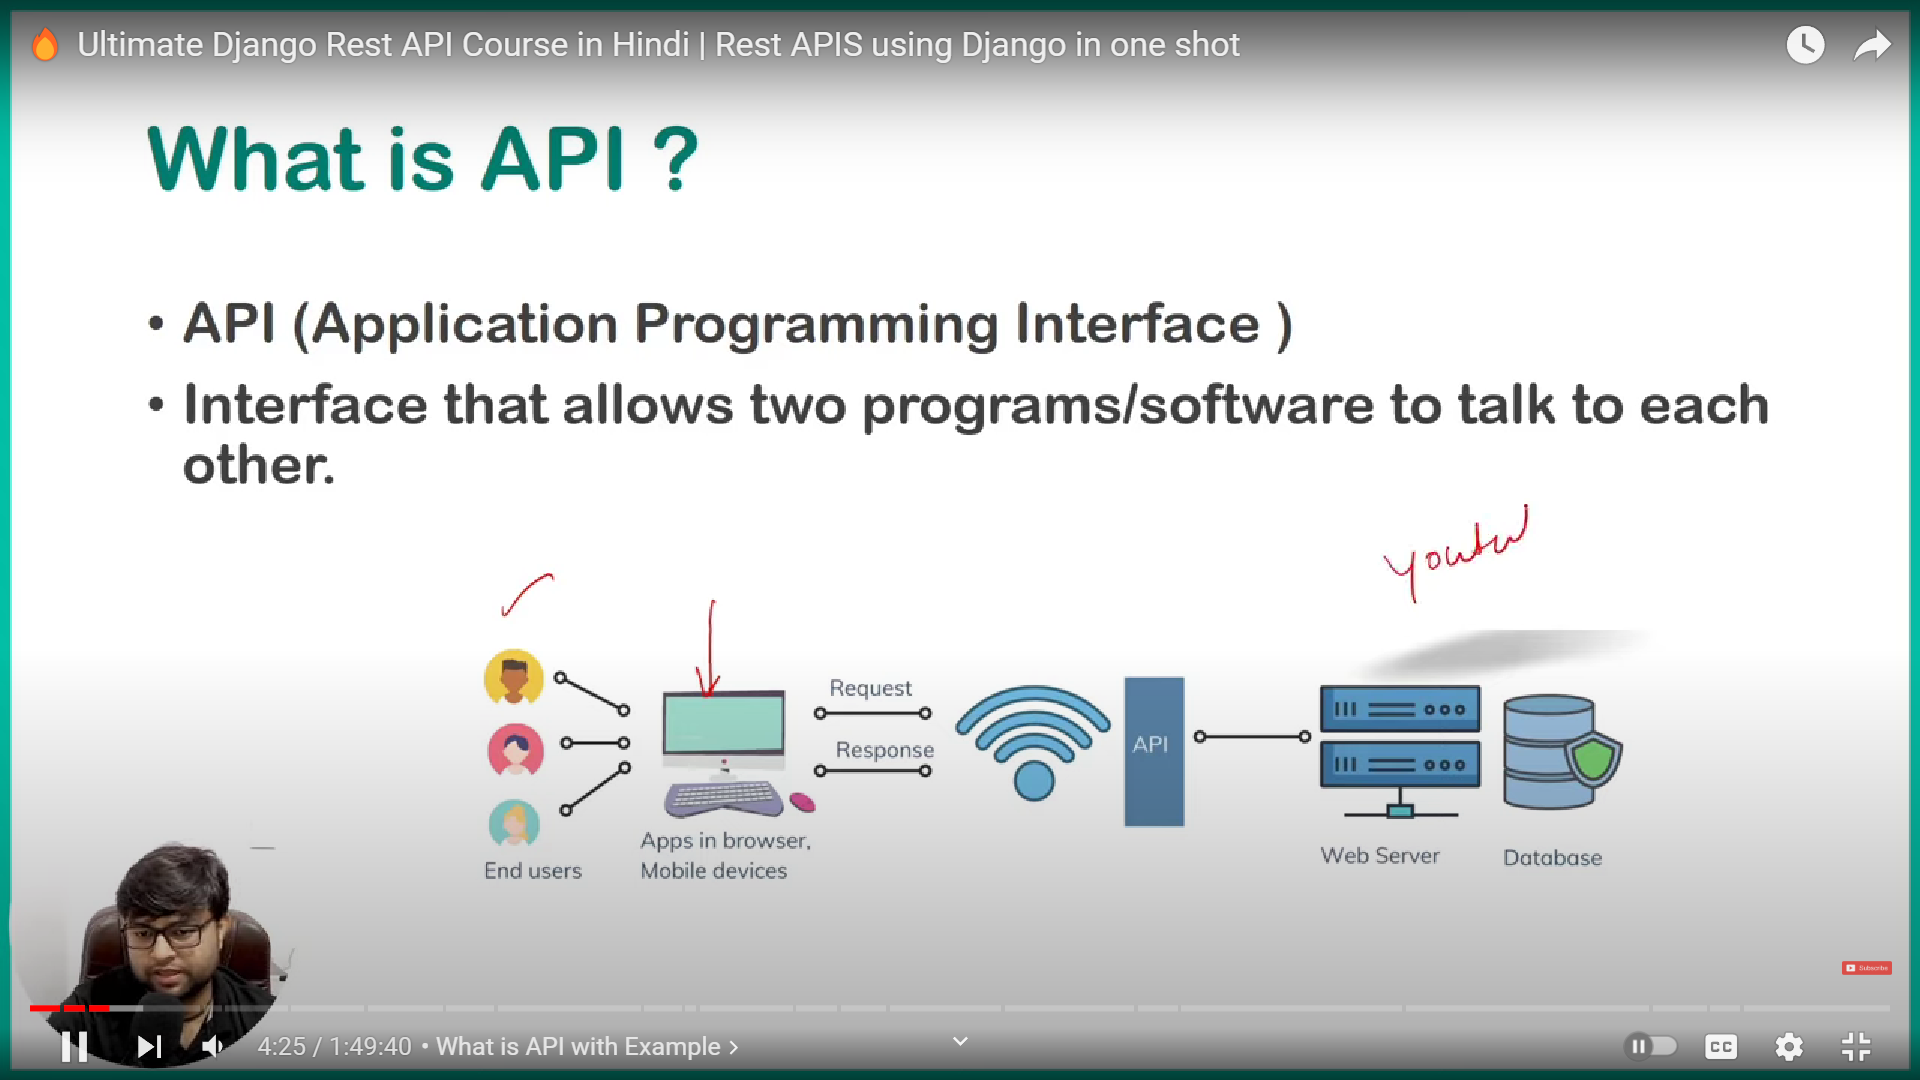 Ultimate Django Rest API Course in Hindi | Rest APIS using Django in one shot
What is API ?
• API (Application Programming Interface )
• Interface that allows two programs/software to talk to each
other.
Request
Response
API
End users
Apps in browser,
Mobile devices
Web Server
Database
Subscribe
4:25 / 1:49:40 • What is API with Example >
CC